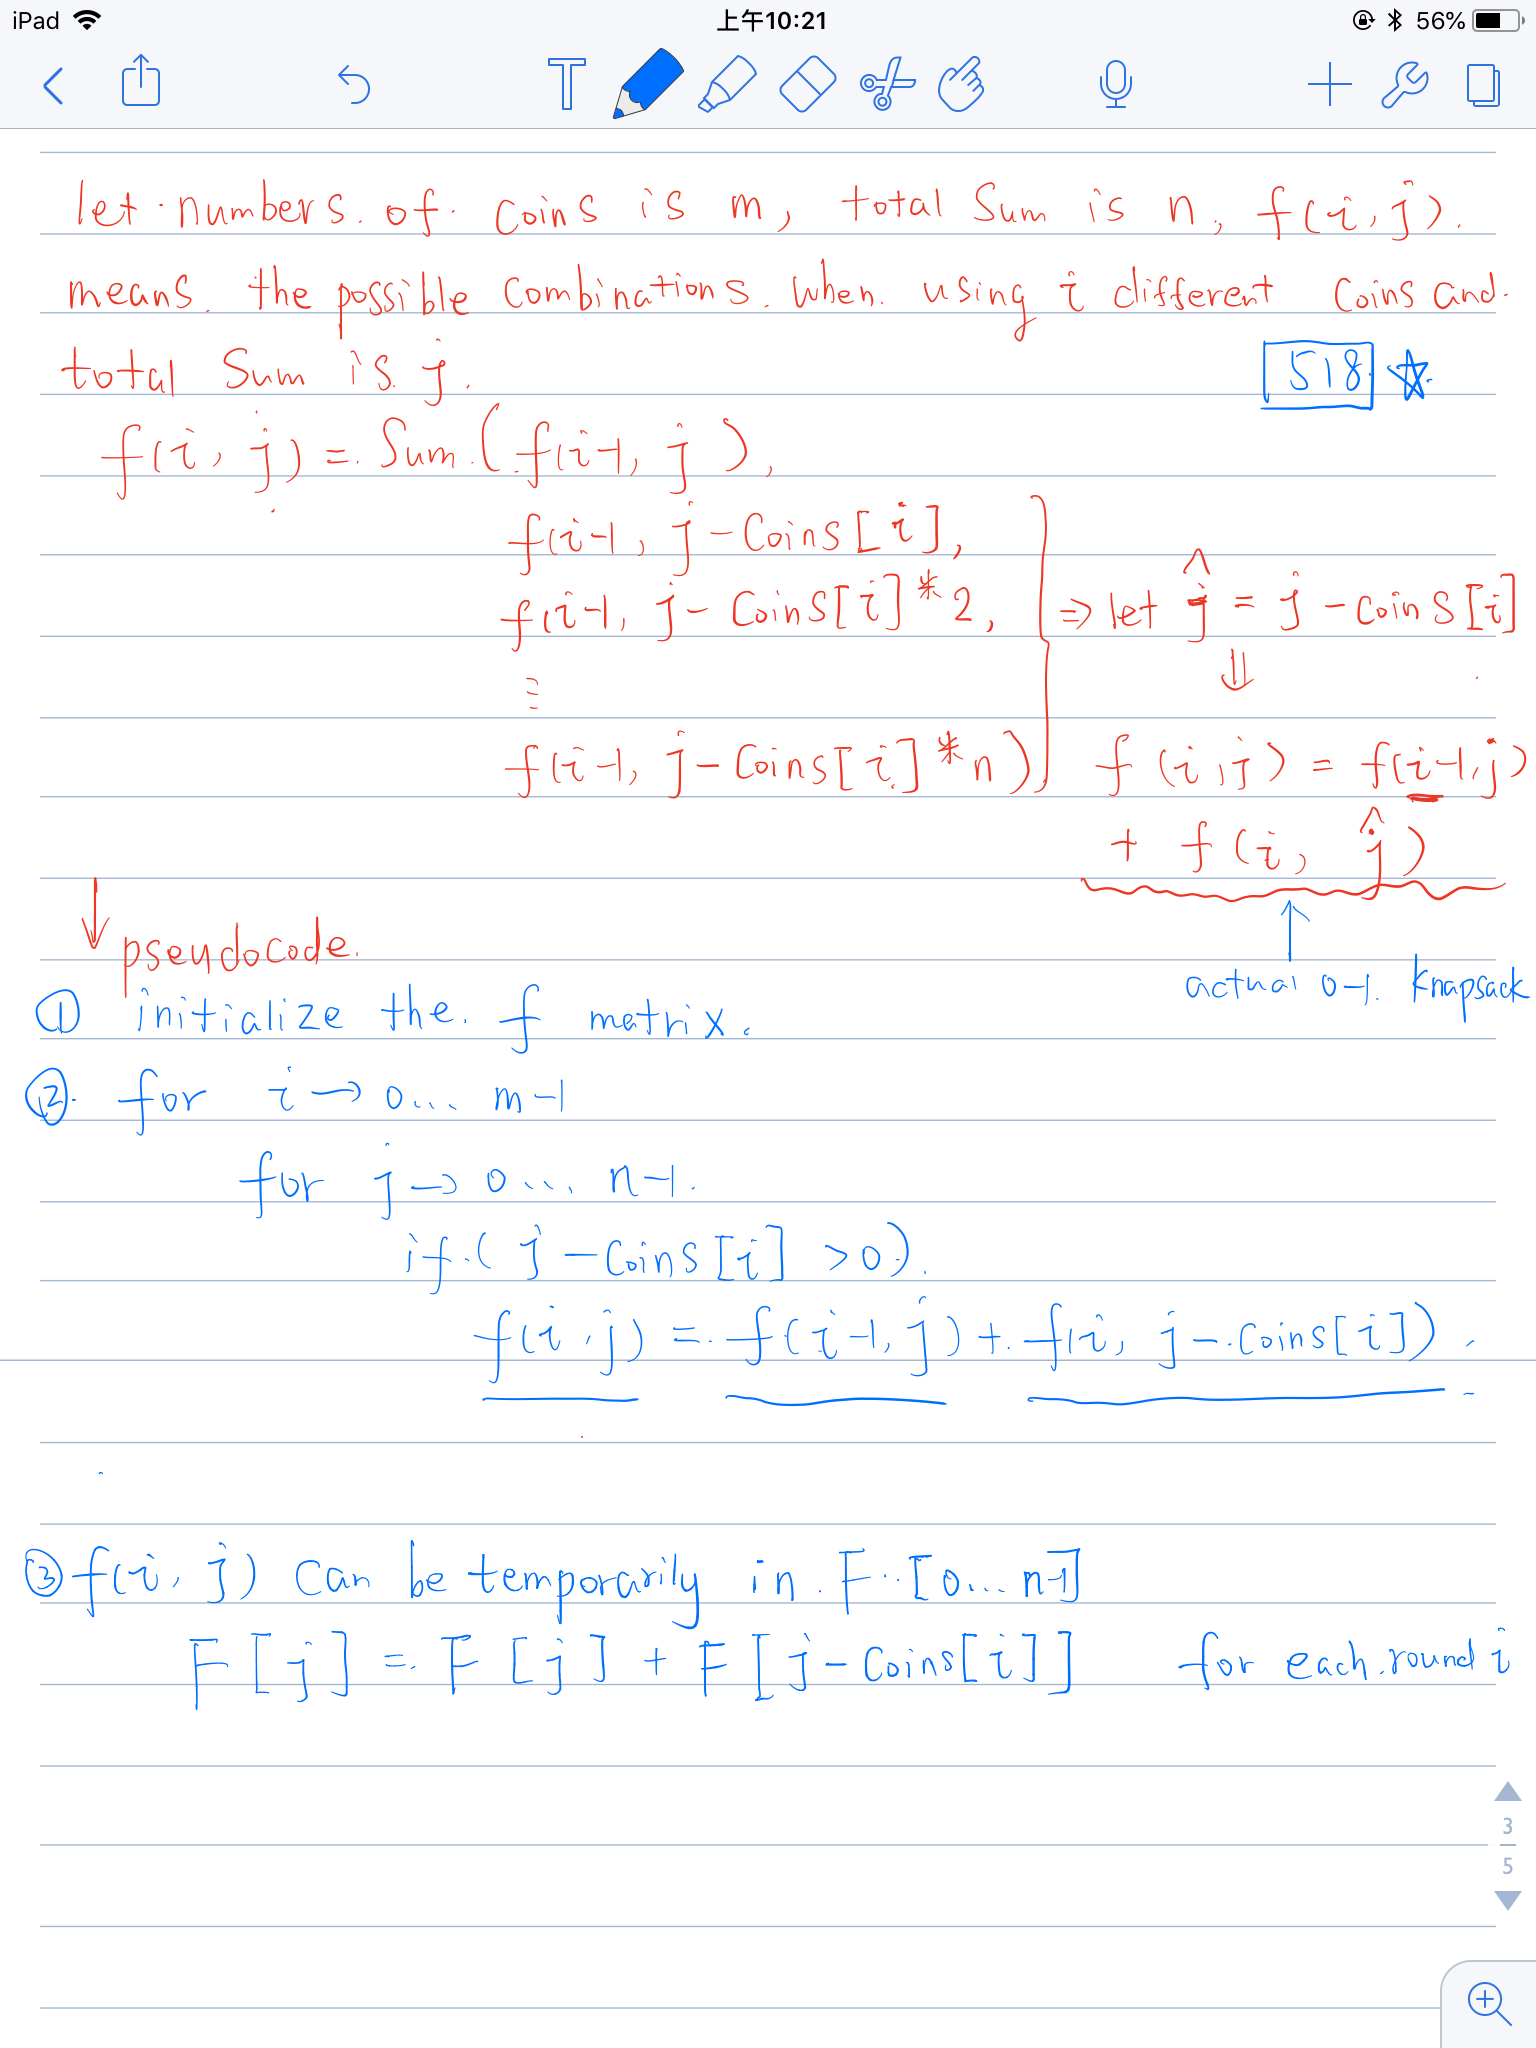 iPad 上午10:21 56%
let numbers of coins is m, total sum is n, f(i,j).
means. the possible combinations. when. using i different coins and.
total sum is j.
518
f(i, j) = Sum(f(i-1, j),
f(i-1, j-Coins[i],
f(i-1, j-Coins[i]*2,
⇒ let ĵ = j-coins[i]
⇓
⋮
f(i-1, j-Coins[i]*n)
f(i,j) = f(i-1,j)
+ f(i, ĵ)
↓ pseudocode.
↑
actual 0-1. knapsack
① initialize the f matrix.
② for i → 0... m-1
for j → 0... n-1.
if (j-Coins[i] >0).
f(i,j) = f(i-1,j) + f(i, j-coins[i]).
③ f(i,j) can be temporarily in F[0... n-1]
F[j] = F[j] + F[j-Coins[i]] for each round i
3
5